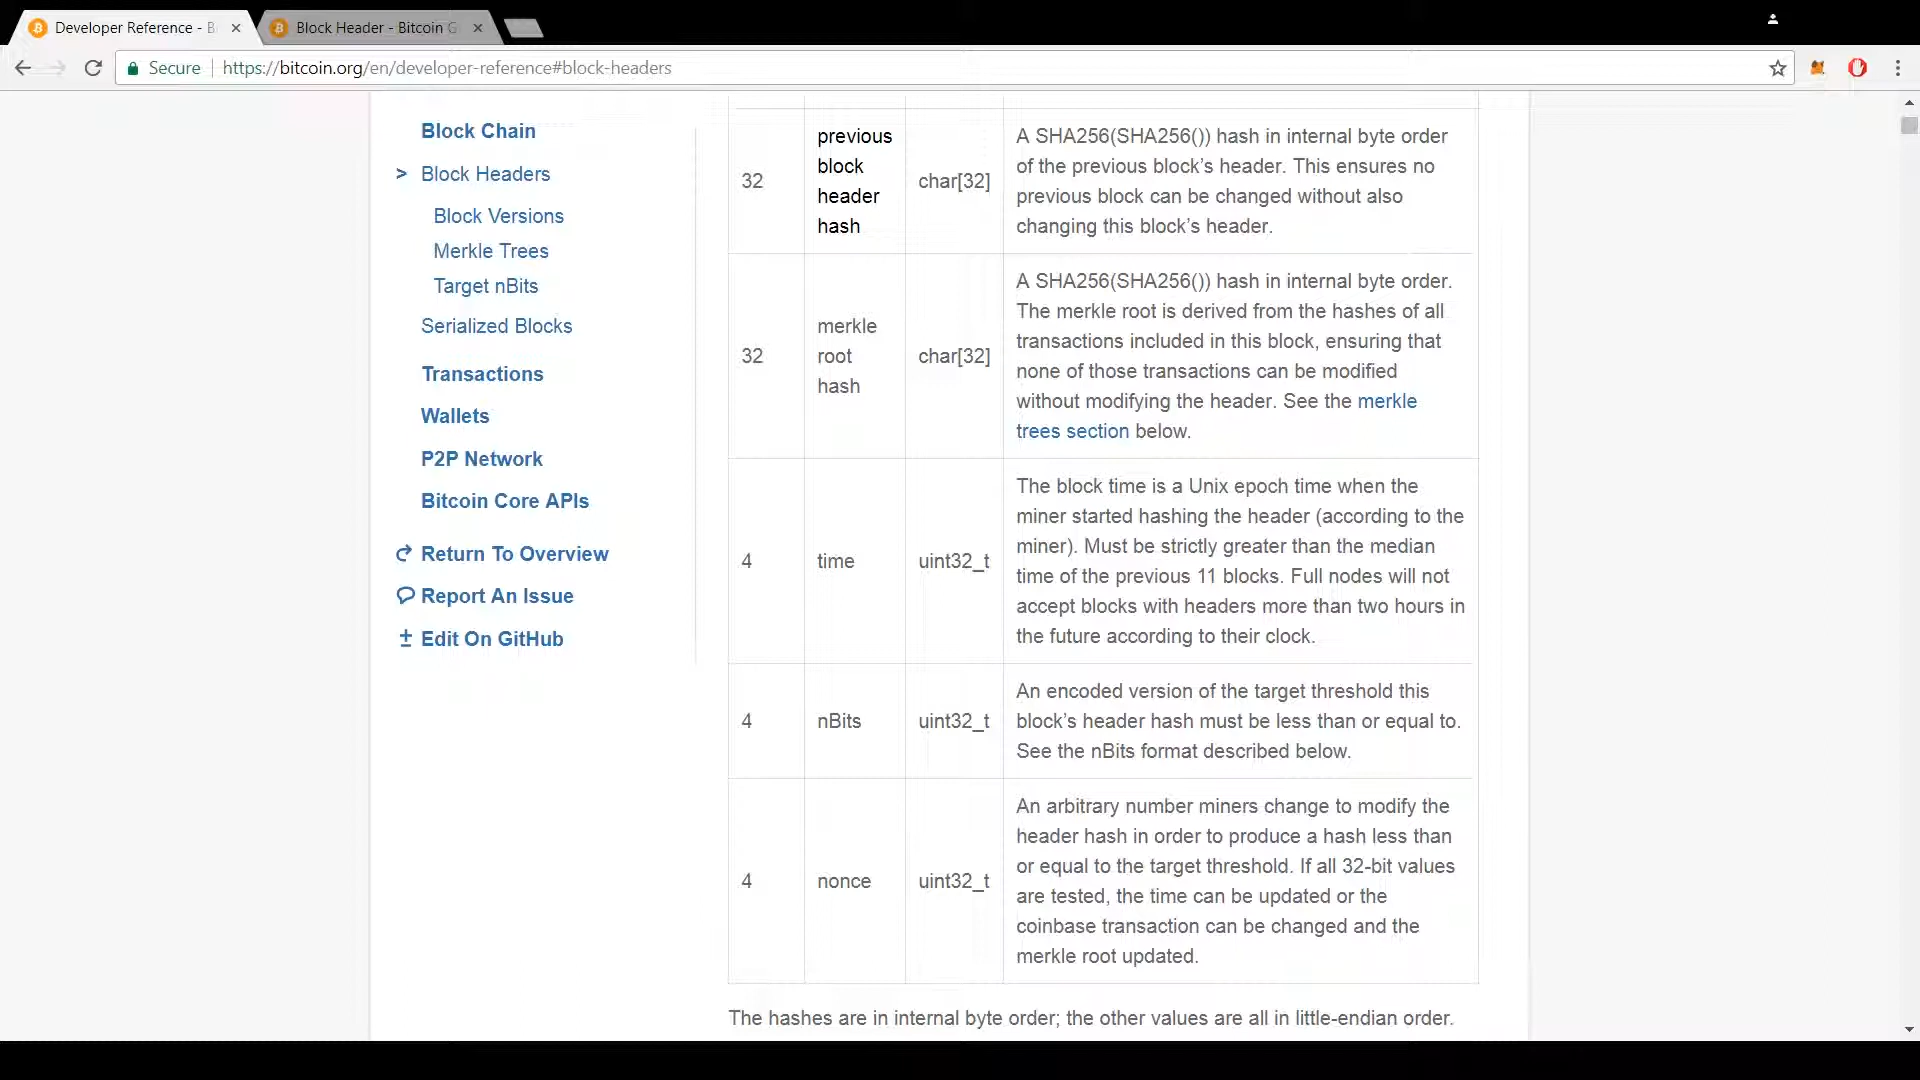 Developer Reference - B
Block Header - Bitcoin G
Secure
https://bitcoin.org/en/developer-reference#block-headers
Block Chain
> Block Headers
Block Versions
Merkle Trees
Target nBits
Serialized Blocks
Transactions
Wallets
P2P Network
Bitcoin Core APIs
Return To Overview
Report An Issue
Edit On GitHub
32
previous
block
header
hash
char[32]
A SHA256(SHA256()) hash in internal byte order
of the previous block’s header. This ensures no
previous block can be changed without also
changing this block’s header.
32
merkle
root
hash
char[32]
A SHA256(SHA256()) hash in internal byte order.
The merkle root is derived from the hashes of all
transactions included in this block, ensuring that
none of those transactions can be modified
without modifying the header. See the merkle
trees section below.
4
time
uint32_t
The block time is a Unix epoch time when the
miner started hashing the header (according to the
miner). Must be strictly greater than the median
time of the previous 11 blocks. Full nodes will not
accept blocks with headers more than two hours in
the future according to their clock.
4
nBits
uint32_t
An encoded version of the target threshold this
block’s header hash must be less than or equal to.
See the nBits format described below.
4
nonce
uint32_t
An arbitrary number miners change to modify the
header hash in order to produce a hash less than
or equal to the target threshold. If all 32-bit values
are tested, the time can be updated or the
coinbase transaction can be changed and the
merkle root updated.
The hashes are in internal byte order; the other values are all in little-endian order.